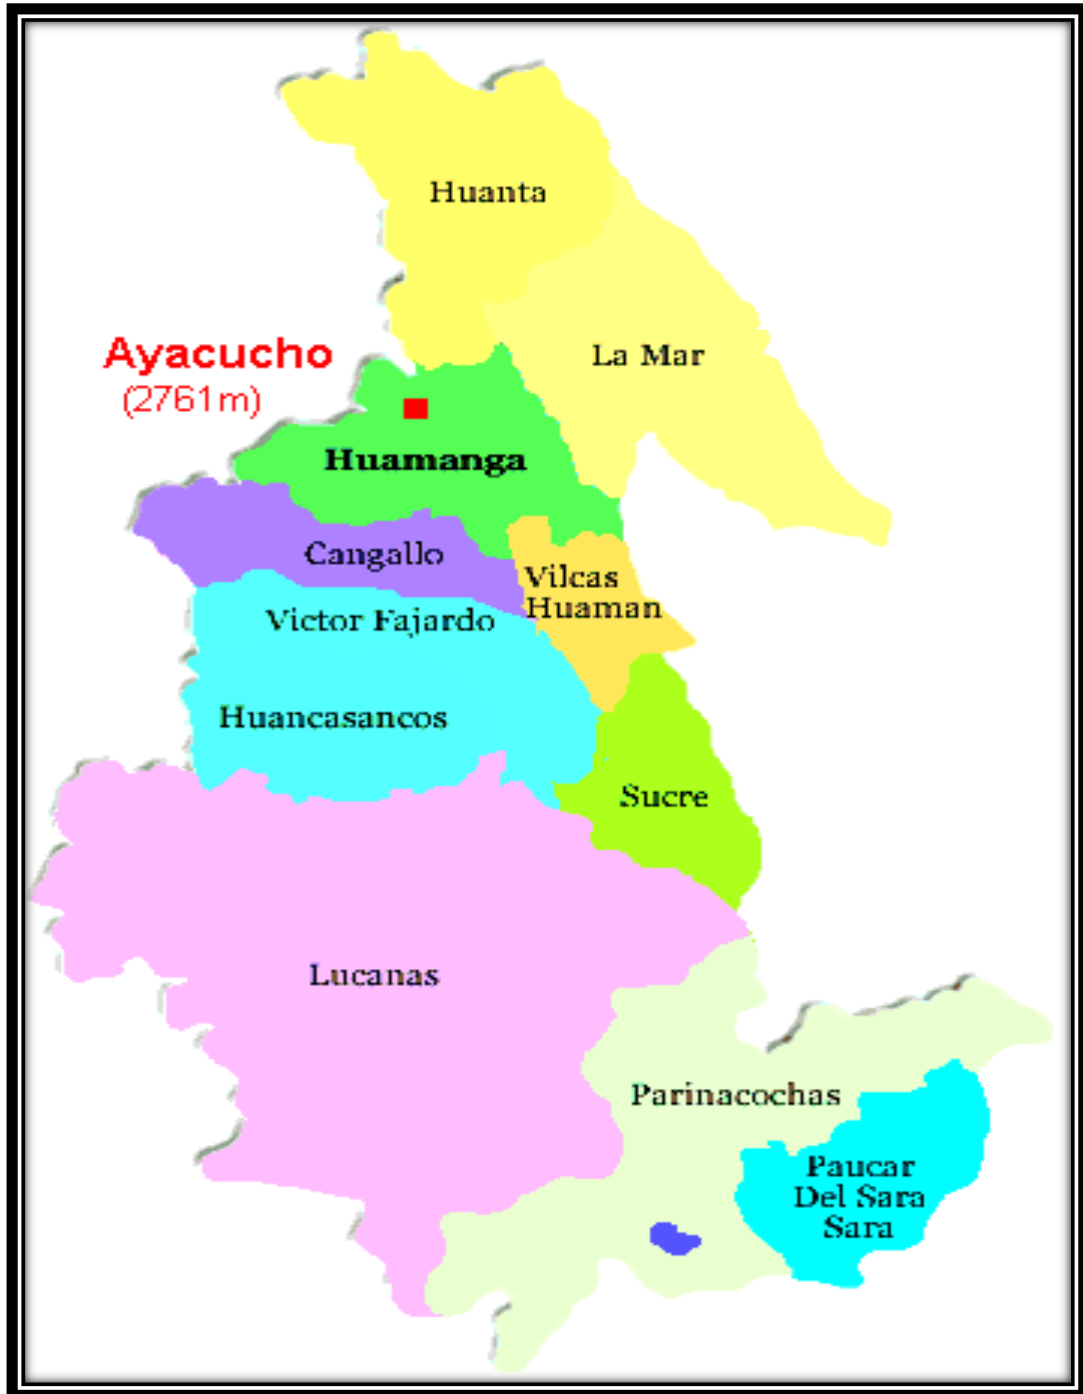 Huanta
La Mar
Ayacucho
(2761m)
Huamanga
Cangallo
Vilcas
Huaman
Victor Fajardo
Huancasancos
Sucre
Lucanas
Parinacochas
Paucar
Del Sara
Sara